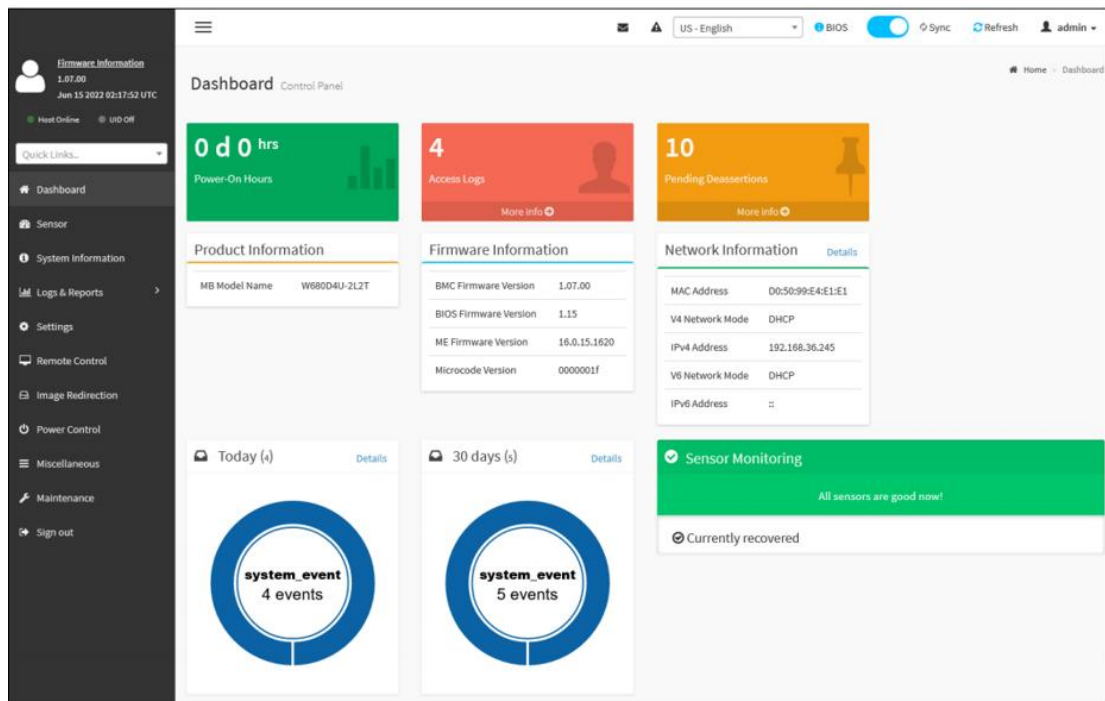 US - English
BIOS
Sync
Refresh
admin
Firmware Information
1.07.00
Jun 15 2022 02:17:52 UTC
Host Online UID Off
Quick Links...
Dashboard
Sensor
System Information
Logs & Reports
Settings
Remote Control
Image Redirection
Power Control
Miscellaneous
Maintenance
Sign out
Dashboard Control Panel
Home > Dashboard
0 d 0 hrs
Power-On Hours
4
Access Logs
More info
10
Pending Deassertions
More info
Product Information
MB Model Name W680D4U-2L2T
Firmware Information
BMC Firmware Version 1.07.00
BIOS Firmware Version 1.15
ME Firmware Version 16.0.15.1620
Microcode Version 0000001f
Network Information Details
MAC Address D0:50:99:E4:E1:E1
V4 Network Mode DHCP
IPv4 Address 192.168.36.245
V6 Network Mode DHCP
IPv6 Address ::
Today (4) Details
system_event
4 events
30 days (5) Details
system_event
5 events
Sensor Monitoring
All sensors are good now!
Currently recovered